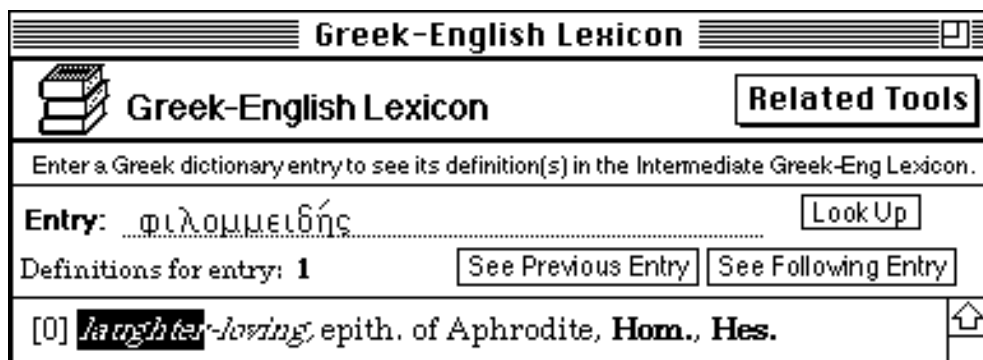 Greek-English Lexicon
Greek-English Lexicon
Related Tools
Enter a Greek dictionary entry to see its definition(s) in the Intermediate Greek-Eng Lexicon.
Entry: φιλομμειδής Look Up
Definitions for entry: 1 See Previous Entry See Following Entry
[0] laughter-loving, epith. of Aphrodite, Hom., Hes.